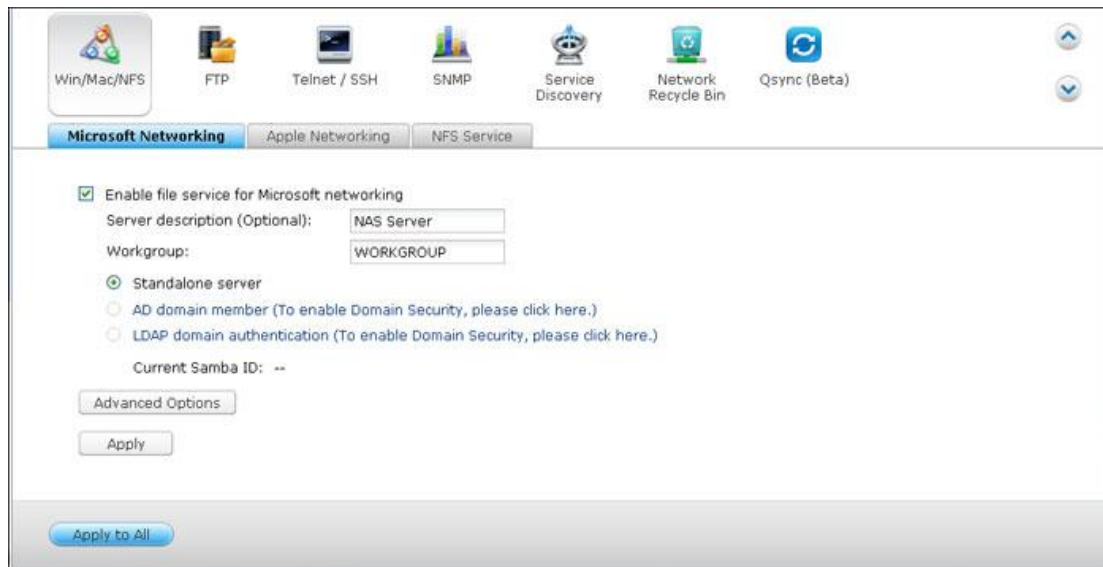 Win/Mac/NFS
FTP
Telnet / SSH
SNMP
Service
Discovery
Network
Recycle Bin
Qsync (Beta)
Microsoft Networking
Apple Networking
NFS Service
Enable file service for Microsoft networking
Server description (Optional): NAS Server
Workgroup: WORKGROUP
Standalone server
AD domain member (To enable Domain Security, please click here.)
LDAP domain authentication (To enable Domain Security, please click here.)
Current Samba ID: --
Advanced Options
Apply
Apply to All